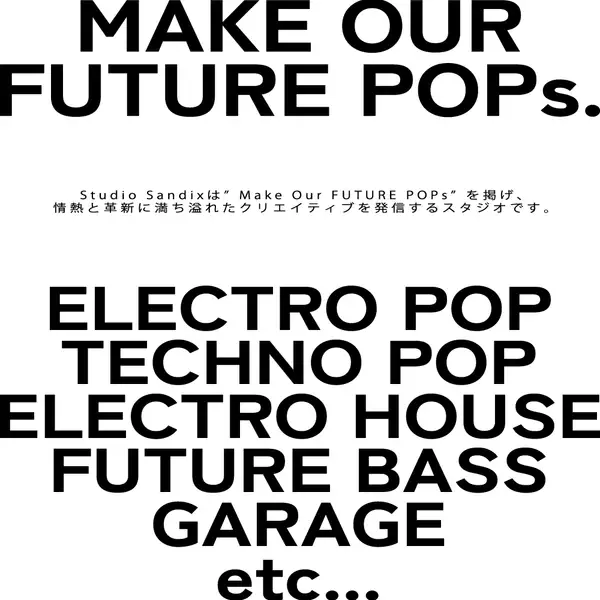 MAKE OUR
FUTURE POPs.
Studio Sandixは” Make Our FUTURE POPs” を掲げ、
情熱と革新に満ち溢れたクリエイティブを発信するスタジオです。
ELECTRO POP
TECHNO POP
ELECTRO HOUSE
FUTURE BASS
GARAGE
etc...